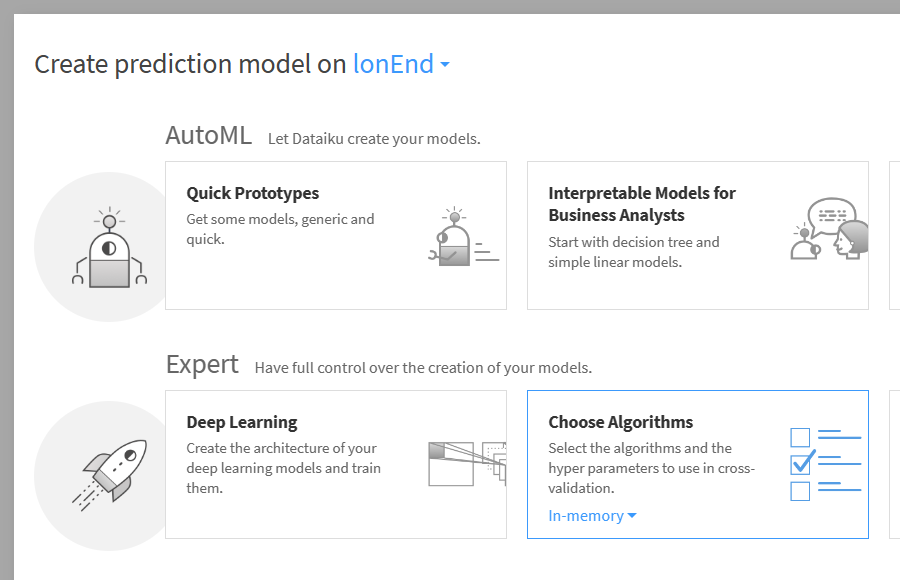 Create prediction model on lonEnd
AutoML Let Dataiku create your models.
Quick Prototypes
Get some models, generic and
quick.
Interpretable Models for
Business Analysts
Start with decision tree and
simple linear models.
Expert Have full control over the creation of your models.
Deep Learning
Create the architecture of your
deep learning models and train
them.
Choose Algorithms
Select the algorithms and the
hyper parameters to use in cross-
validation.
In-memory